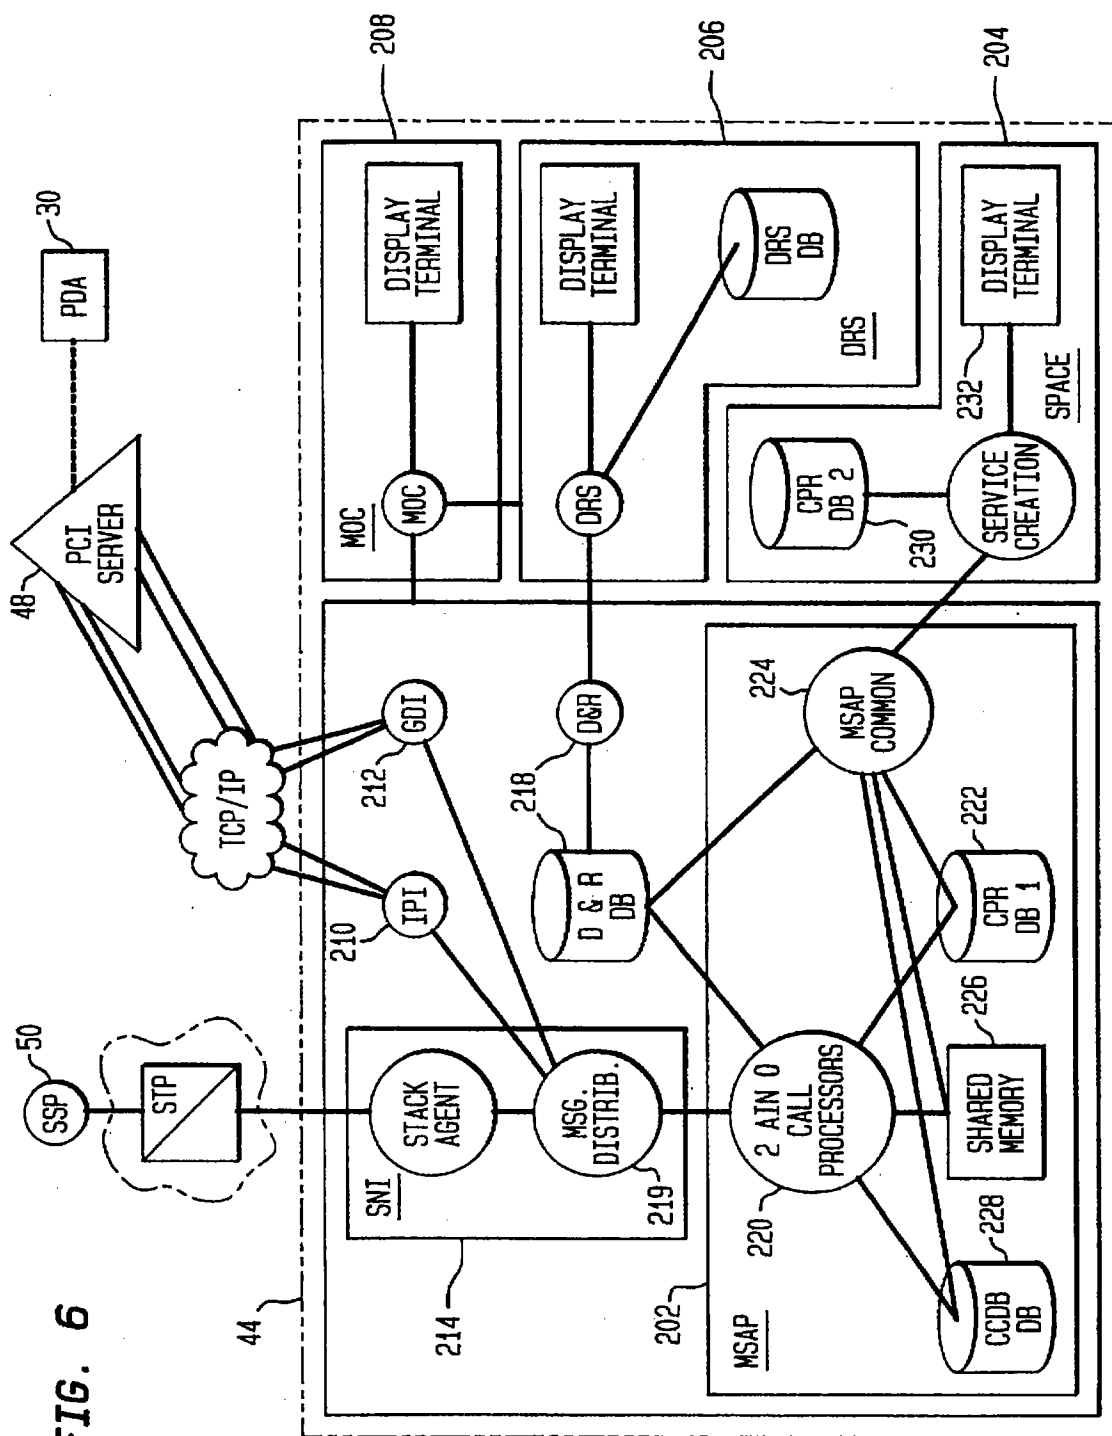 FIG. 6
44
SSP
50
STP
PCI
SERVER
48
PDA
30
TCP/IP
208
206
204
SNI
STACK
AGENT
MSG.
DISTRIB.
219
214
IPI
210
GDI
212
D & R
DB
D&R
218
MSAP
202
2 AIN 0
CALL
PROCESSORS
220
MSAP
COMMON
224
CCDB
DB
228
SHARED
MEMORY
226
CPR
DB 1
222
MOC
MOC
DISPLAY
TERMINAL
DRS
DISPLAY
TERMINAL
DRS
DB
DRS
CPR
DB 2
230
SERVICE
CREATION
DISPLAY
TERMINAL
232
SPACE